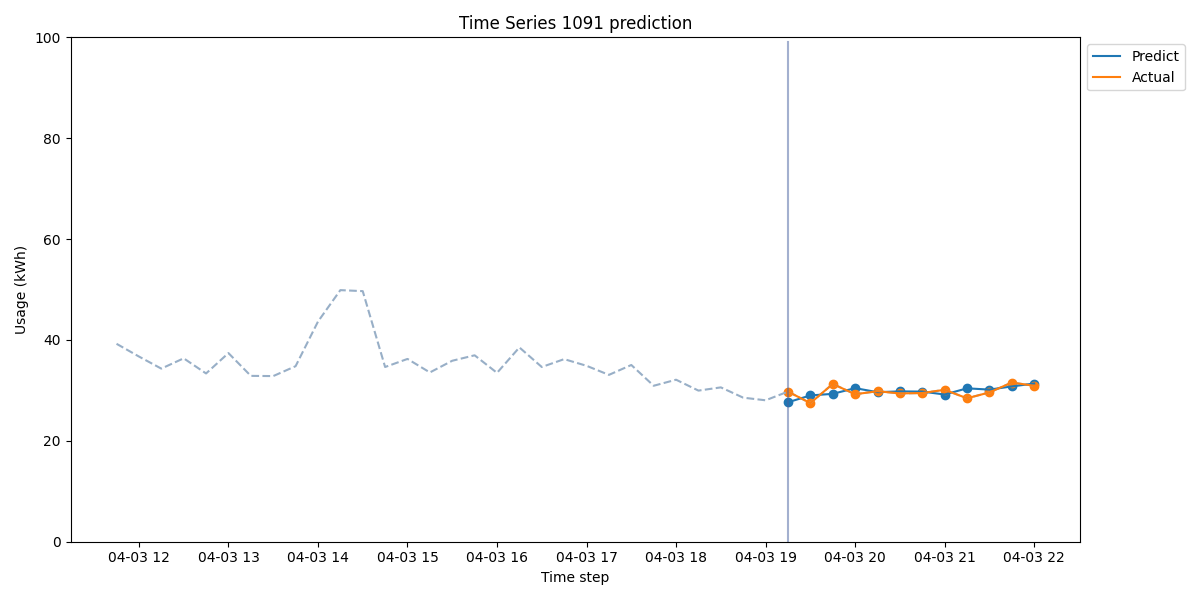 Time Series 1091 prediction
100
80
60
40
20
0
Usage (kWh)
04-03 12 04-03 13 04-03 14 04-03 15 04-03 16 04-03 17 04-03 18 04-03 19 04-03 20 04-03 21 04-03 22
Time step
Predict
Actual